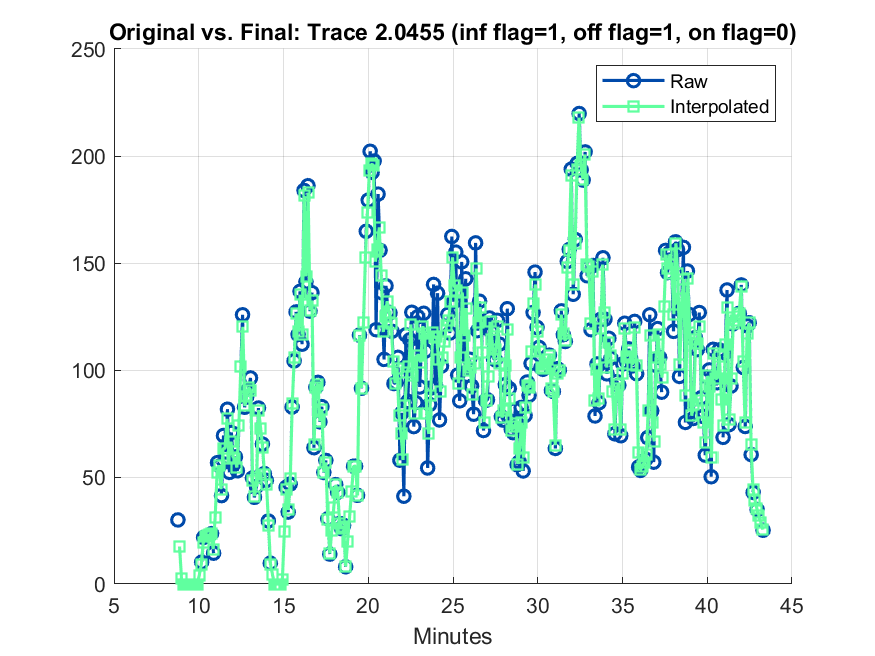 Original vs. Final: Trace 2.0455 (inf flag=1, off flag=1, on flag=0)
250
200
150
100
50
0
Raw
Interpolated
5 10 15 20 25 30 35 40 45
Minutes